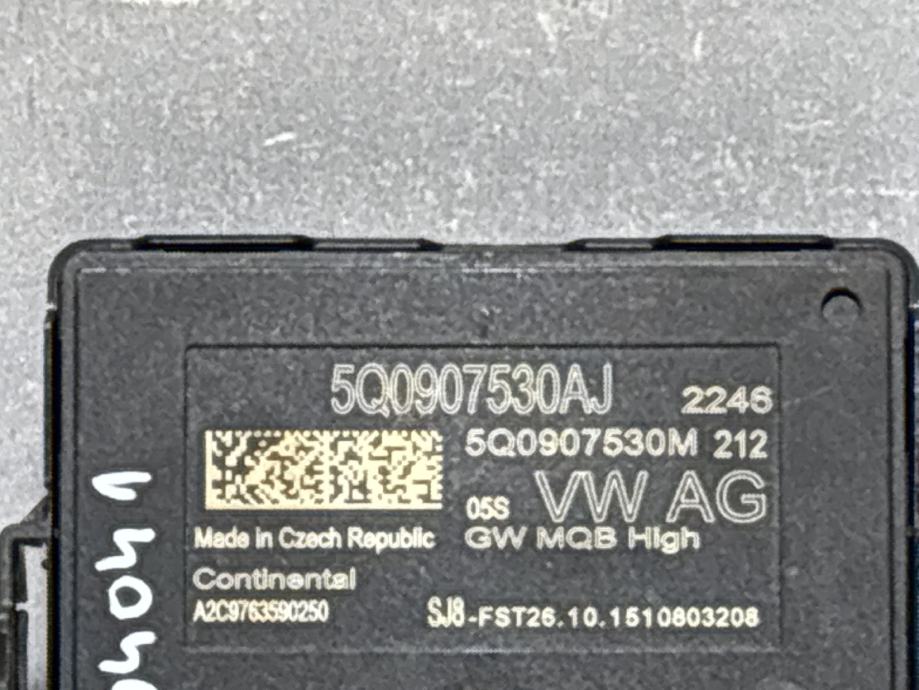 5Q0907530AJ 2246
5Q0907530M 212
05S VW AG
Made in Czech Republic GW MQB High
Continental
A2C9763590250 SJ8-FST26.10.1510803208